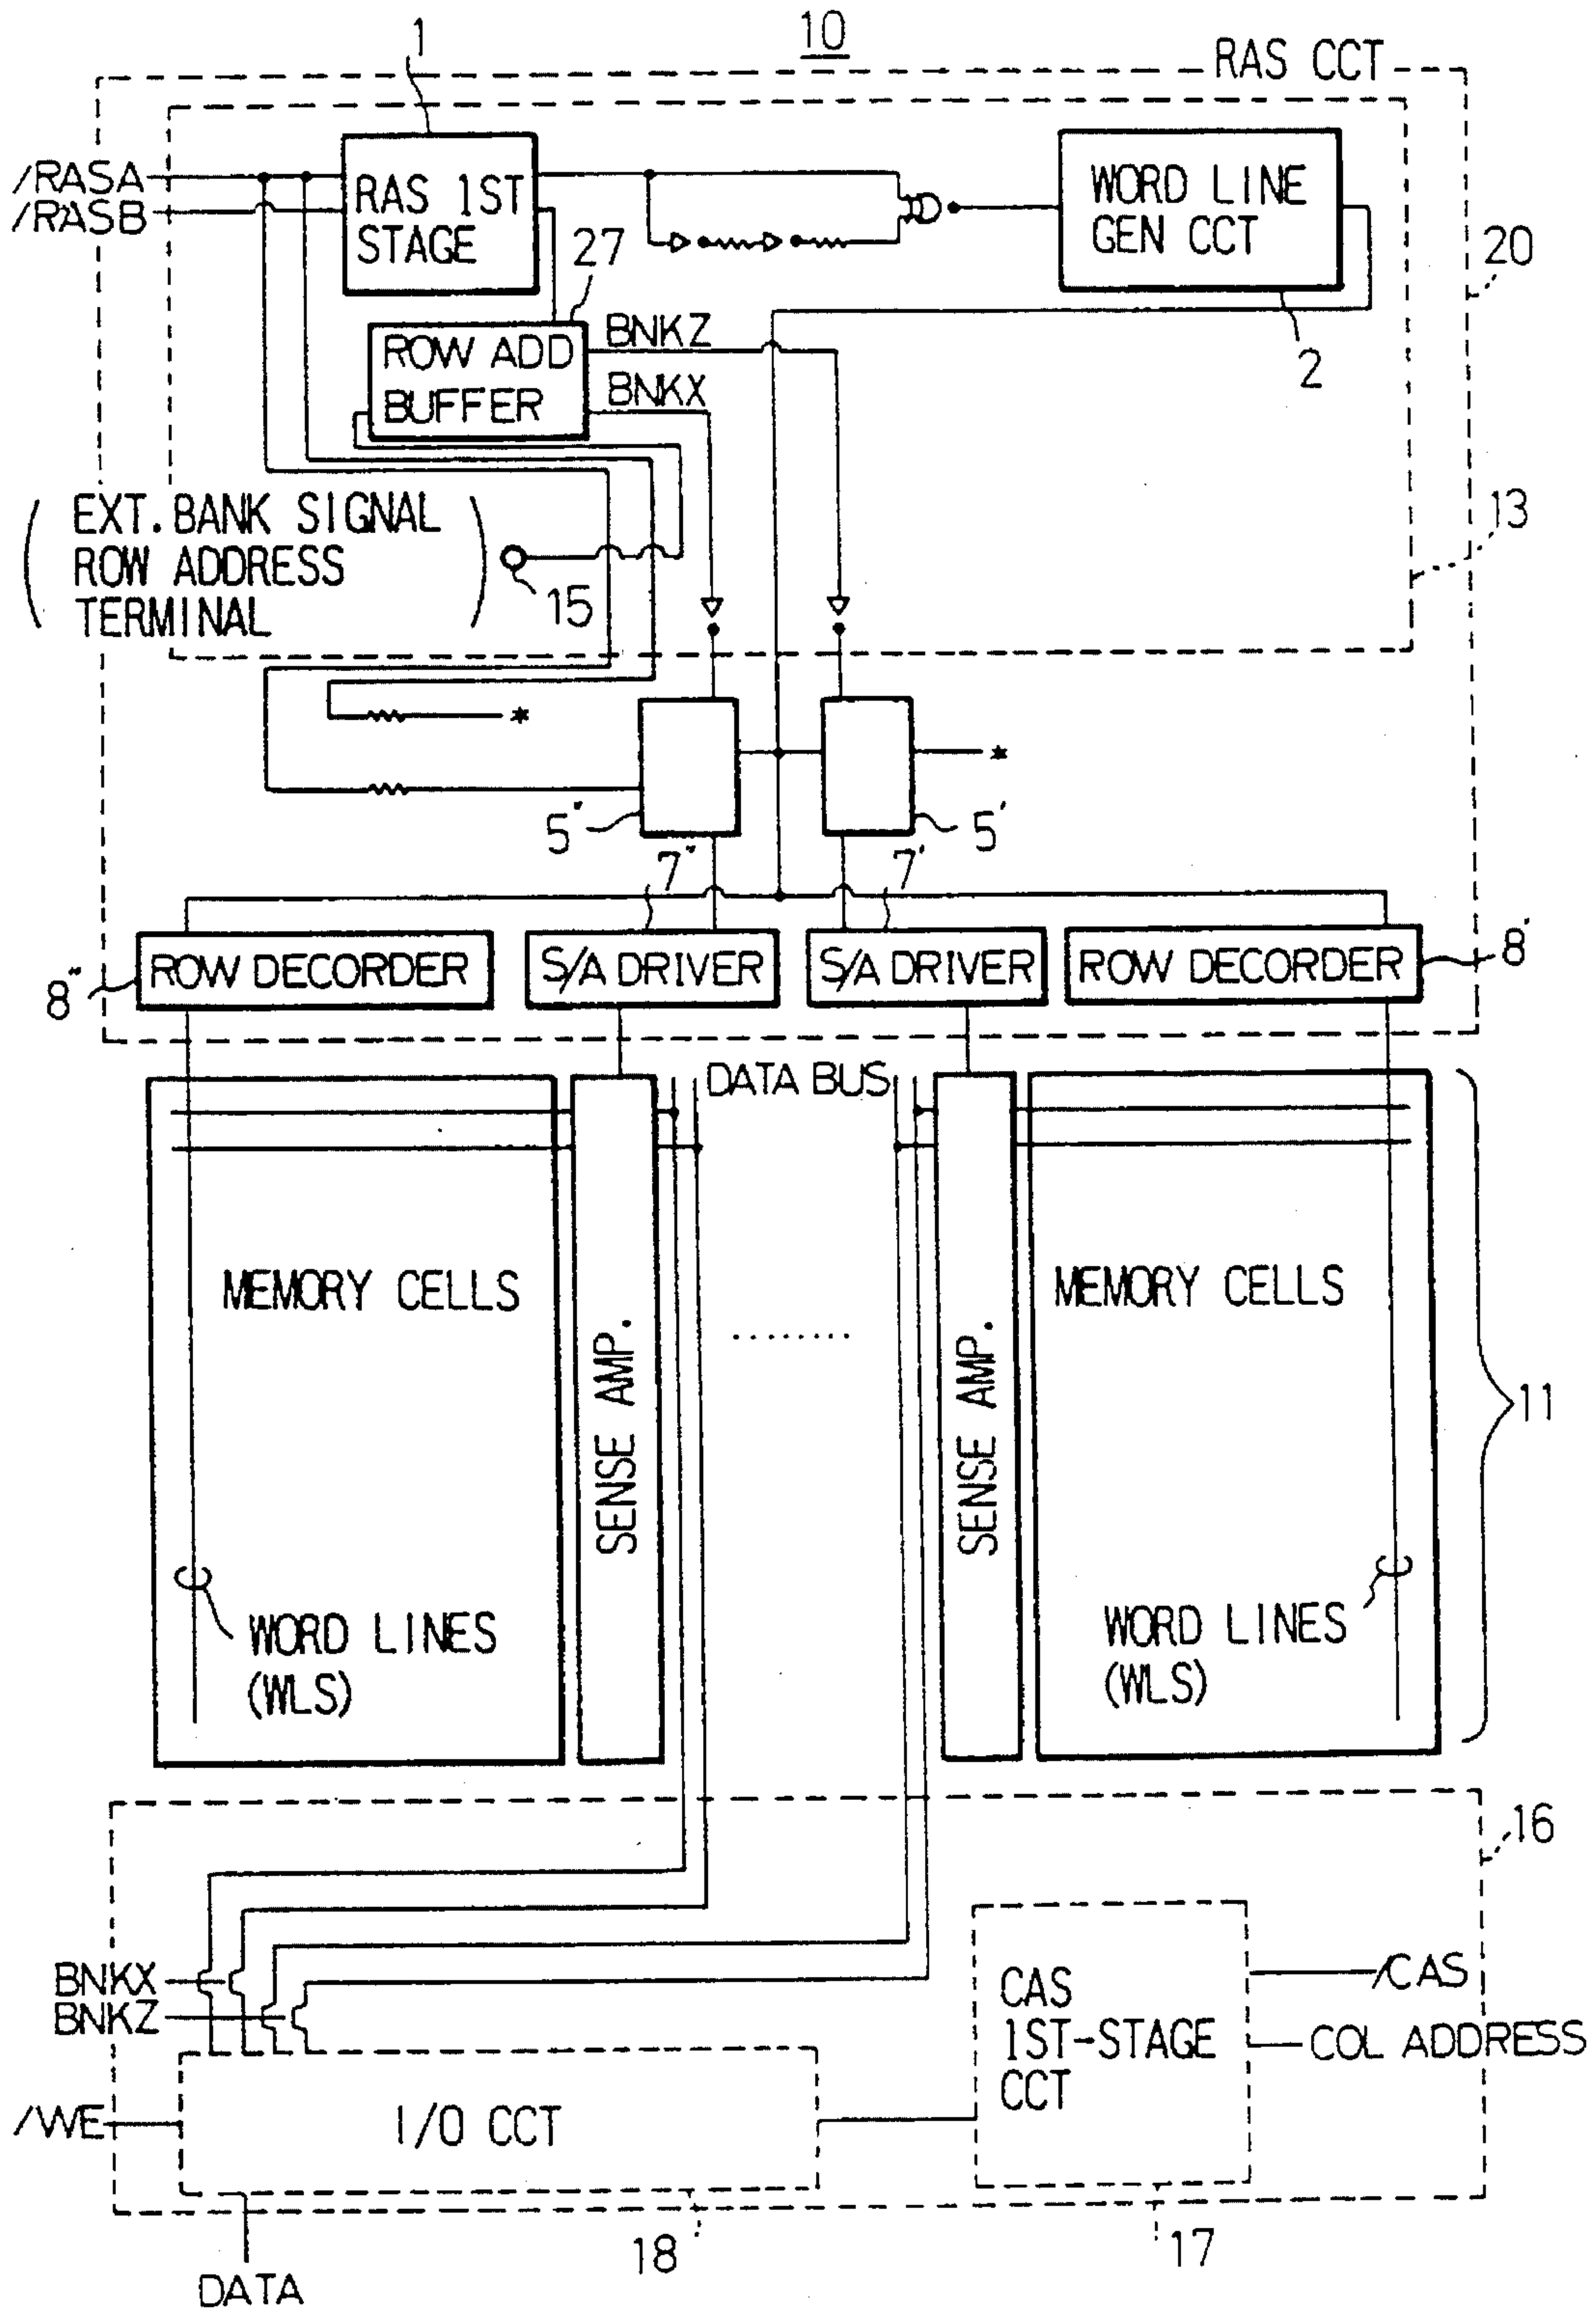 10
1
RAS CCT
/RASA
/RASB
RAS 1ST
STAGE
WORD LINE
GEN CCT
27
20
2
ROW ADD
BUFFER
BNKZ
BNKX
( EXT. BANK SIGNAL
ROW ADDRESS
TERMINAL )
15
13
*
*
5"
5'
7"
7'
8"
ROW DECORDER
S/A DRIVER
S/A DRIVER
ROW DECORDER
8'
DATA BUS
MEMORY CELLS
SENSE AMP.
........
SENSE AMP.
MEMORY CELLS
11
WORD LINES
(WLS)
WORD LINES
(WLS)
16
BNKX
BNKZ
CAS
1ST-STAGE
CCT
/CAS
COL ADDRESS
/WE
I/O CCT
18
17
DATA